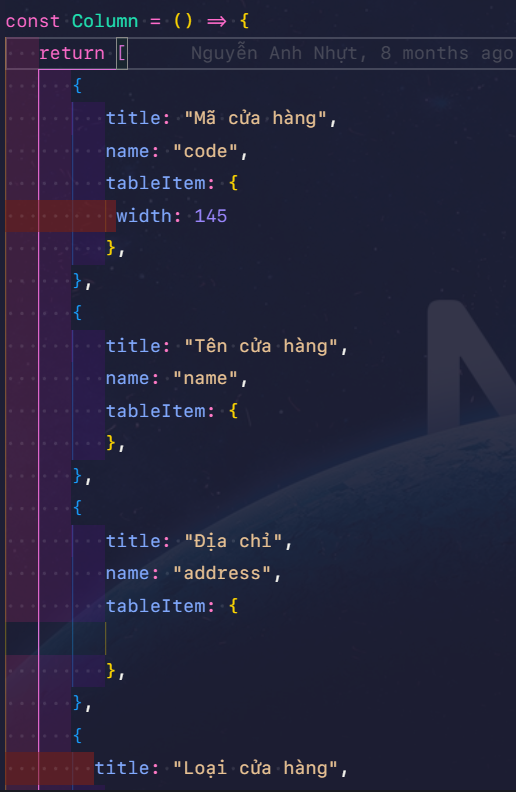 const Column = () => {
return [ Nguyễn Anh Nhựt, 8 months ago
{
title: "Mã cửa hàng",
name: "code",
tableItem: {
width: 145
},
},
{
title: "Tên cửa hàng",
name: "name",
tableItem: {
},
},
{
title: "Địa chỉ",
name: "address",
tableItem: {
},
},
{
title: "Loại cửa hàng",